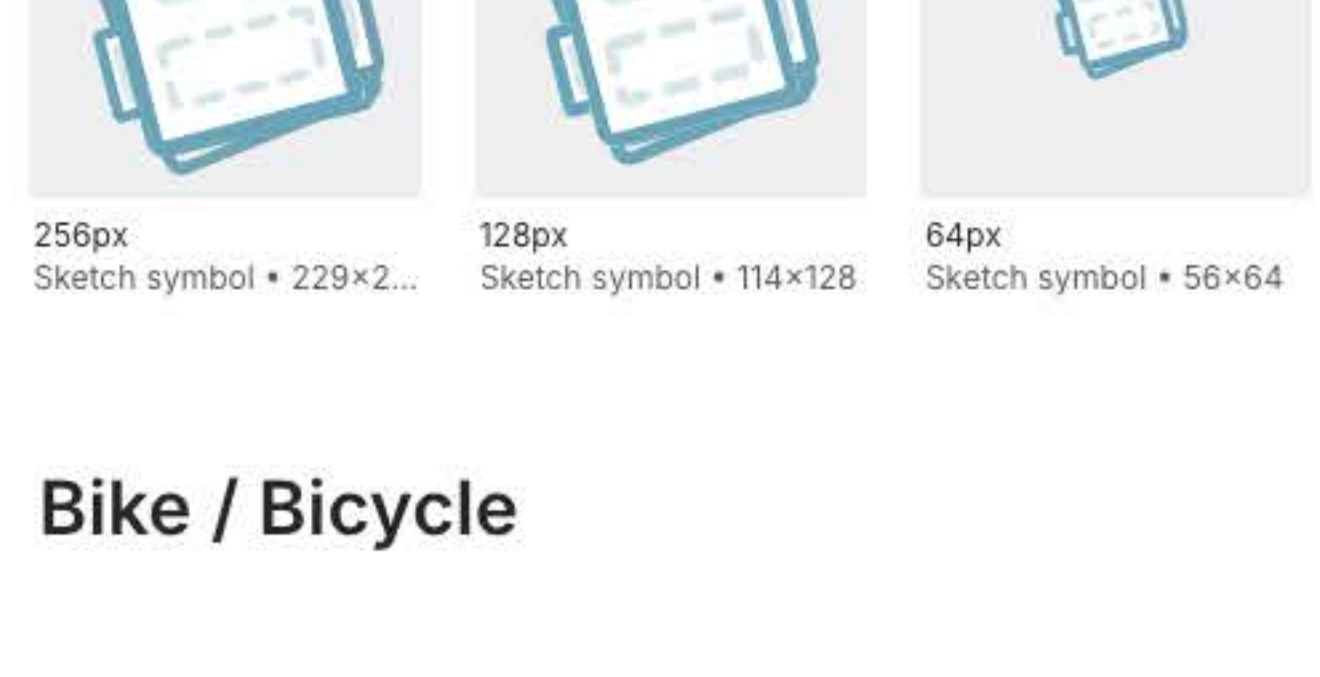 256px
Sketch symbol • 229×2...
128px
Sketch symbol • 114×128
64px
Sketch symbol • 56×64
Bike / Bicycle